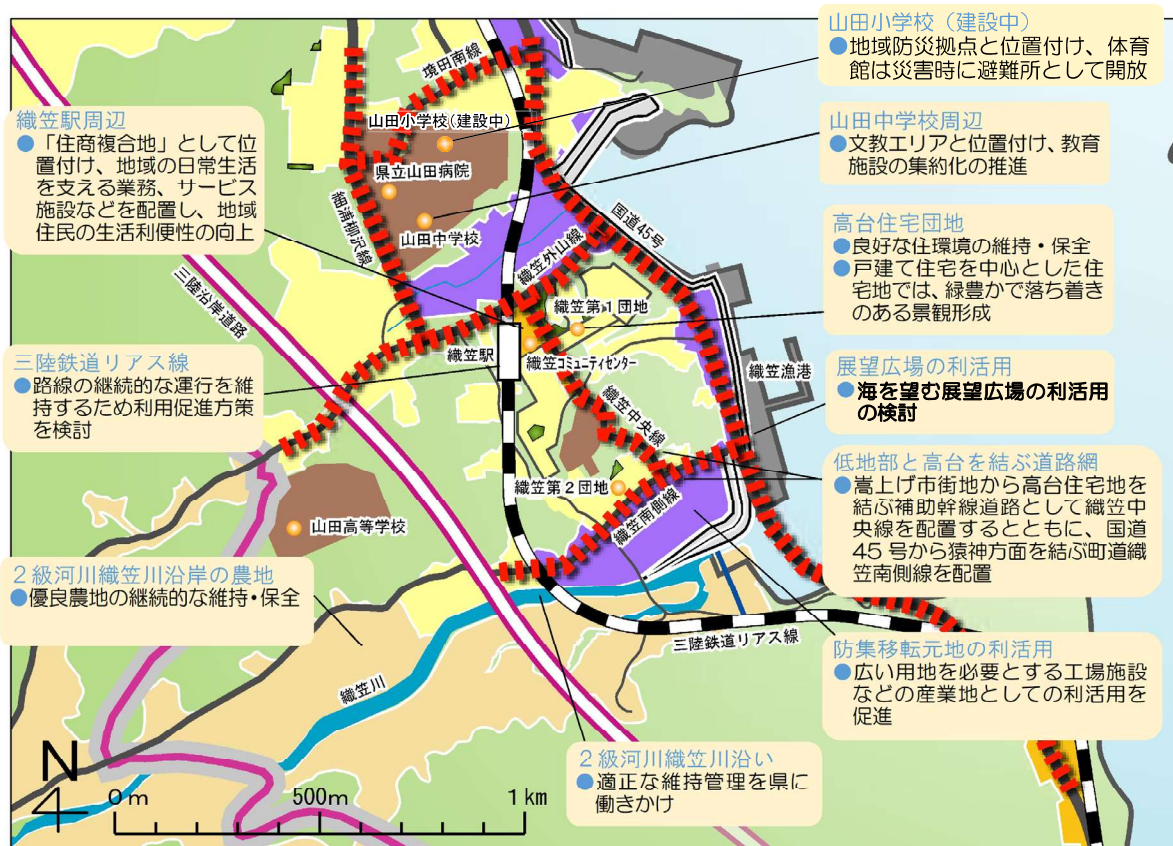 山田小学校（建設中）
●地域防災拠点と位置付け、体育
館は災害時に避難所として開放
山田中学校周辺
●文教エリアと位置付け、教育
施設の集約化の推進
高台住宅団地
●良好な住環境の維持・保全
●戸建て住宅を中心とした住
宅地では、緑豊かで落ち着き
のある景観形成
展望広場の利活用
●海を望む展望広場の利活用
の検討
低地部と高台を結ぶ道路網
●嵩上げ市街地から高台住宅地を
結ぶ補助幹線道路として織笠中
央線を配置するとともに、国道
45号から猿神方面を結ぶ町道織
笠南側線を配置
防集移転元地の利活用
●広い用地を必要とする工場施設
などの産業地としての利活用を
促進
織笠駅周辺
●「住商複合地」として位
置付け、地域の日常生活
を支える業務、サービス
施設などを配置し、地域
住民の生活利便性の向上
三陸鉄道リアス線
●路線の継続的な運行を維
持するため利用促進方策
を検討
２級河川織笠川沿岸の農地
●優良農地の継続的な維持・保全
２級河川織笠川沿い
●適正な維持管理を県に
働きかけ
境田南線
山田小学校(建設中)
県立山田病院
細浦柳沢線
山田中学校
国道45号
織笠外山線
三陸沿岸道路
織笠第１団地
織笠駅
織笠コミュニティセンター
織笠漁港
織笠中央線
織笠第２団地
織笠南側線
山田高等学校
三陸鉄道リアス線
織笠川
N
0m
500m
1km